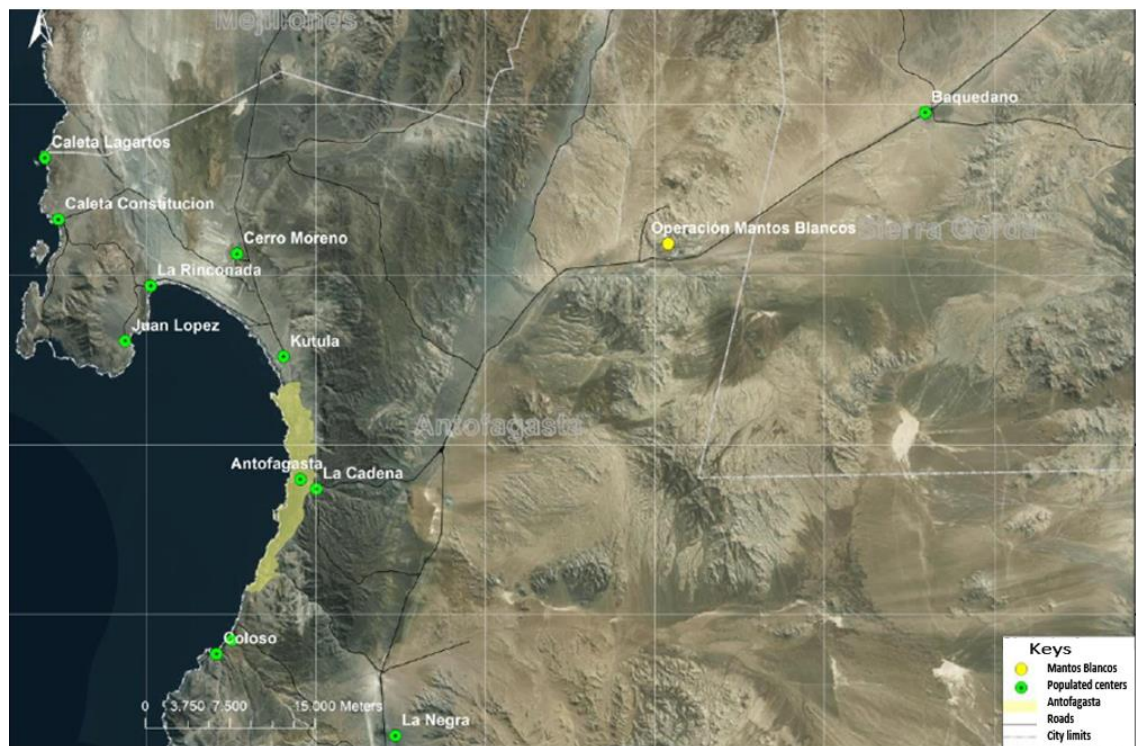 Mejillones
Baquedano
Caleta Lagartos
Caleta Constitucion
Operación Mantos Blancos
Sierra Gorda
Cerro Moreno
La Rinconada
Juan Lopez
Kutula
Antofagasta
Antofagasta
La Cadena
Coloso
0 3.750 7.500 15.000 Meters
La Negra
Keys
Mantos Blancos
Populated centers
Antofagasta
Roads
City limits